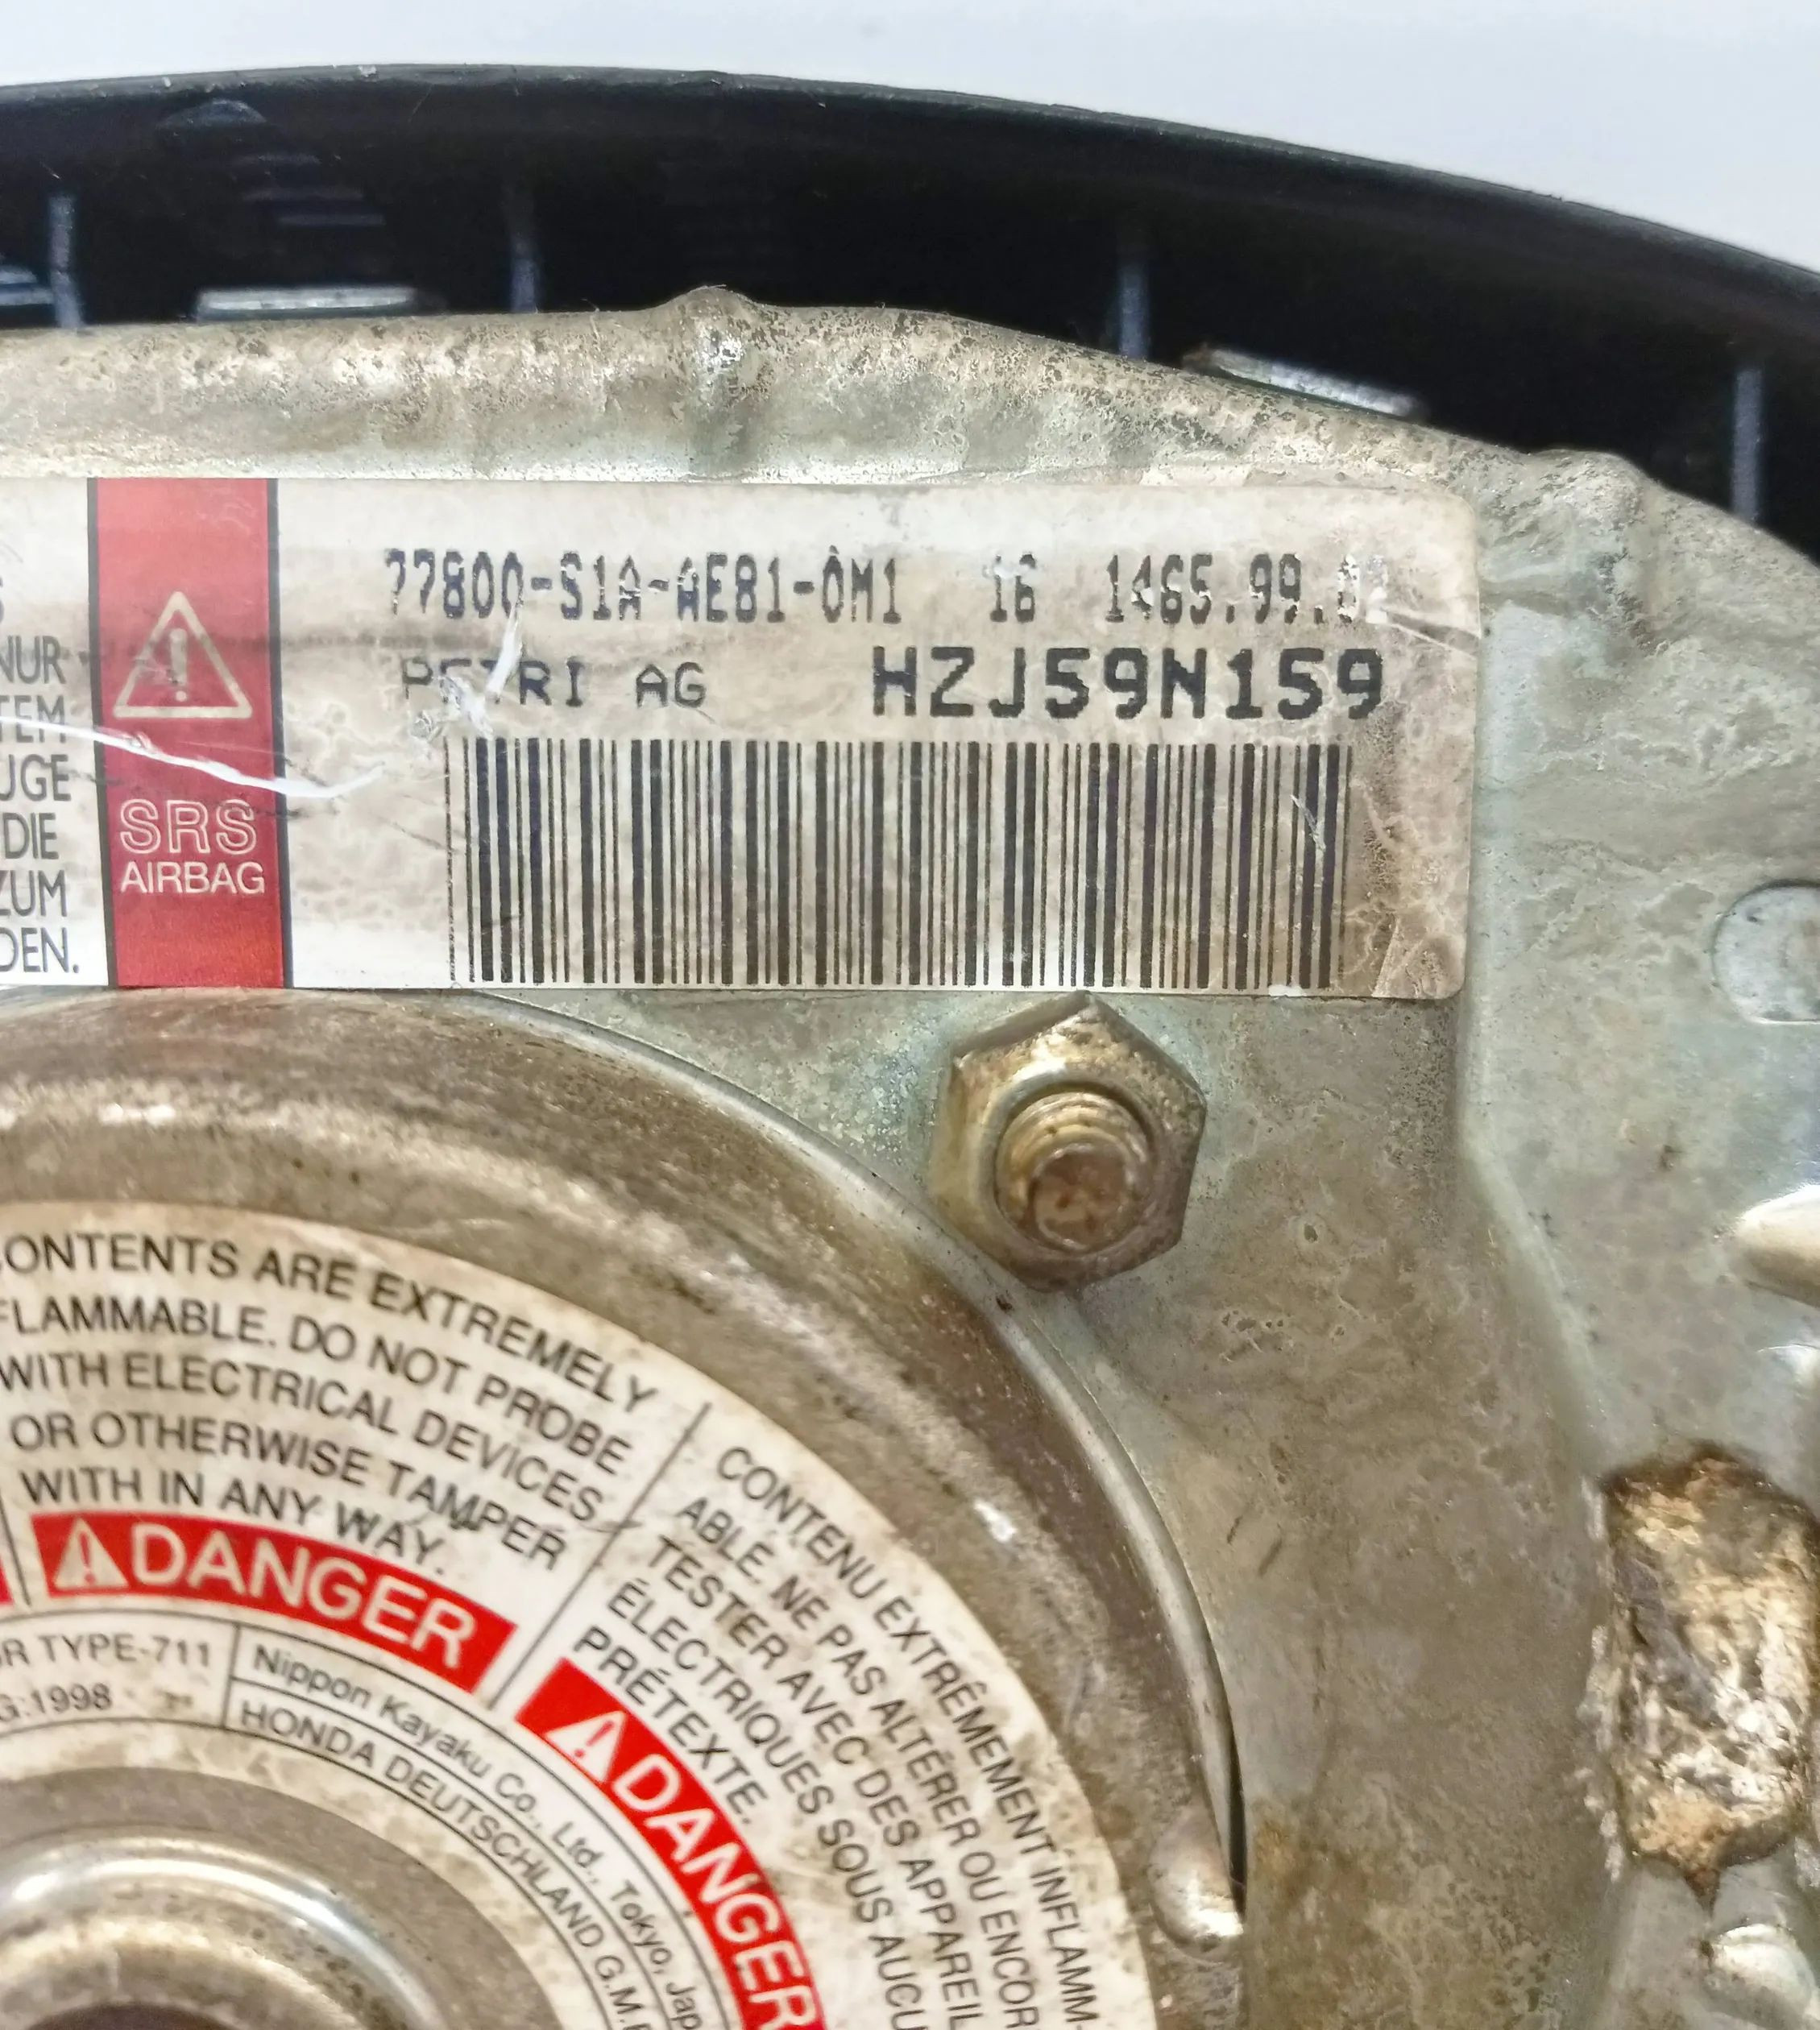 NUR
TEM
UGE
DIE
ZUM
DEN.
SRS
AIRBAG
77800-S1A-AE81-0M1 16 1465.99.
PETRI AG HZJ59N159
CONTENTS ARE EXTREMELY
FLAMMABLE. DO NOT PROBE
WITH ELECTRICAL DEVICES
OR OTHERWISE TAMPER
WITH IN ANY WAY.
DANGER
R TYPE-711
G:1998
Nippon Kayaku Co., Ltd., Tokyo, Jap
HONDA DEUTSCHLAND G.M.
CONTENU EXTRÊMEMENT INFLAMM-
ABLE. NE PAS ALTÉRER OU ENCOR
TESTER AVEC DES APPAREIL
ÉLECTRIQUES SOUS AUCU
PRÉTEXTE.
DANGER